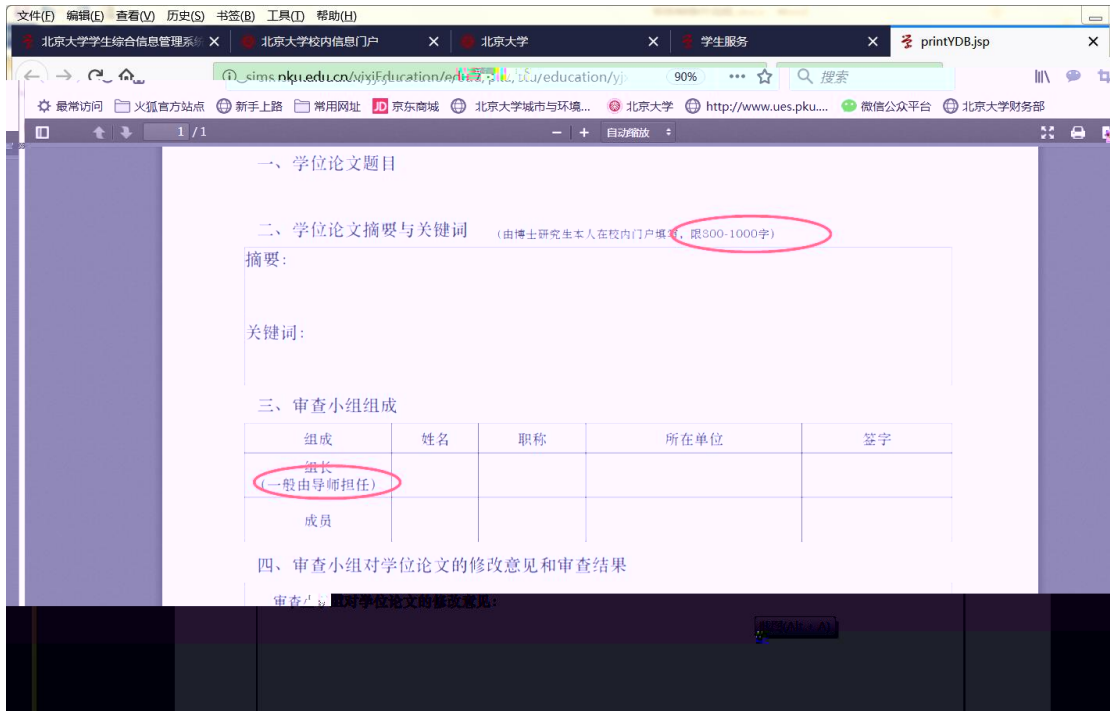 文件(F) 编辑(E) 查看(V) 历史(S) 书签(B) 工具(T) 帮助(H)
北京大学学生综合信息管理系统 北京大学校内信息门户 北京大学 学生服务 printYDB.jsp
sims.pku.edu.cn 90% 搜索
最常访问 火狐官方站点 新手上路 常用网址 京东商城 北京大学城市与环境... 北京大学 http://www.ues.pku.... 微信公众平台 北京大学财务部
1 / 1 自动缩放
一、学位论文题目
二、学位论文摘要与关键词 (由博士研究生本人在校内门户填写，限800-1000字)
摘要:
关键词:
三、审查小组组成
组成 姓名 职称 所在单位 签字
组长
(一般由导师担任)
成员
四、审查小组对学位论文的修改意见和审查结果
审查小组对学位论文的修改意见: